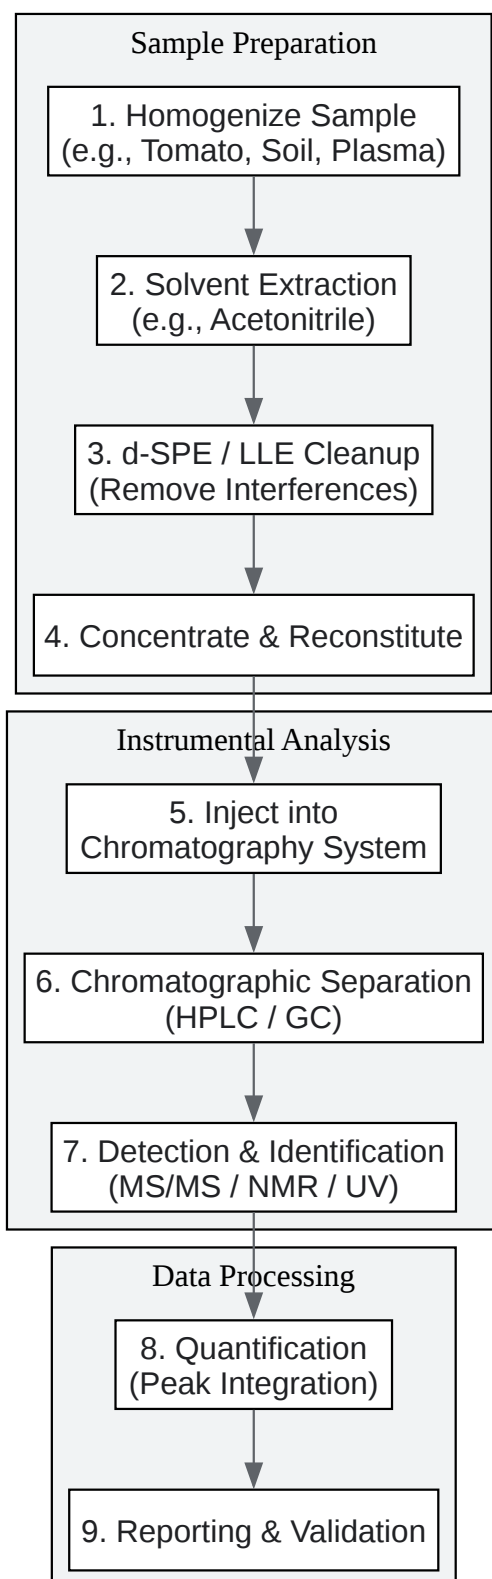 Sample Preparation
1. Homogenize Sample
(e.g., Tomato, Soil, Plasma)
2. Solvent Extraction
(e.g., Acetonitrile)
3. d-SPE / LLE Cleanup
(Remove Interferences)
4. Concentrate & Reconstitute
Instrumental Analysis
5. Inject into
Chromatography System
6. Chromatographic Separation
(HPLC / GC)
7. Detection & Identification
(MS/MS / NMR / UV)
Data Processing
8. Quantification
(Peak Integration)
9. Reporting & Validation